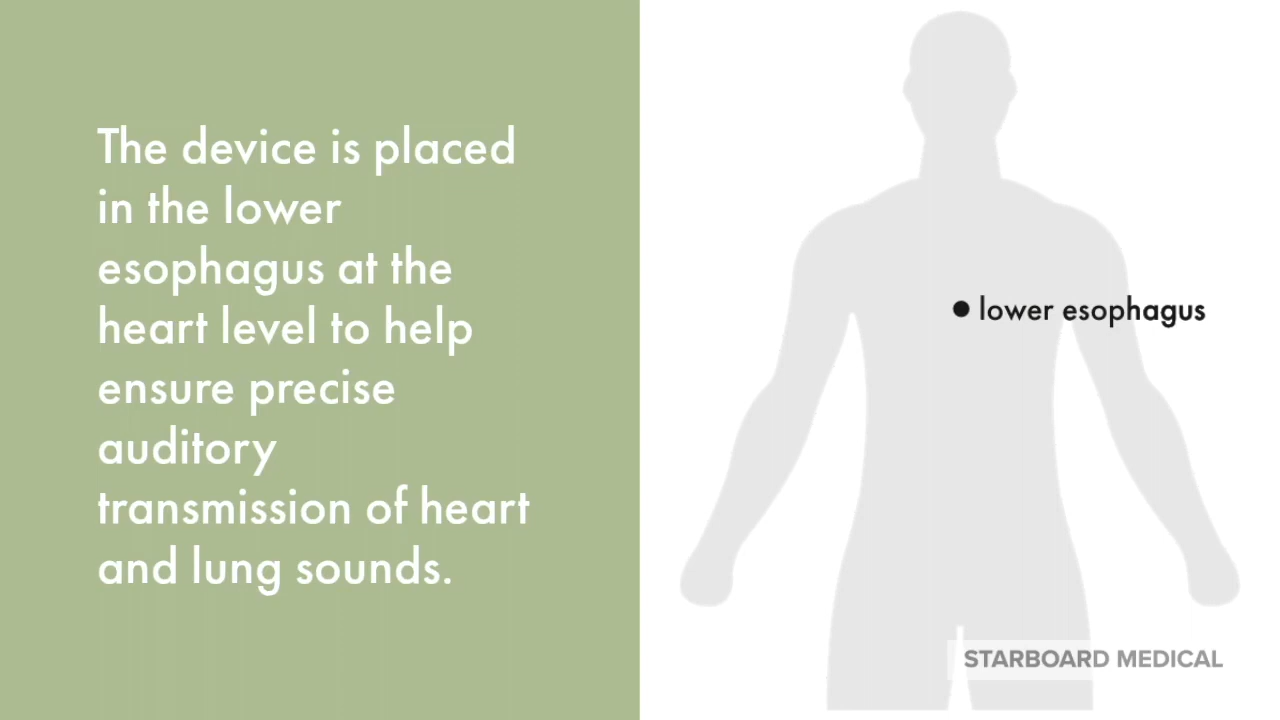 The device is placed
in the lower
esophagus at the
heart level to help
ensure precise
auditory
transmission of heart
and lung sounds.
lower esophagus
STARBOARD MEDICAL